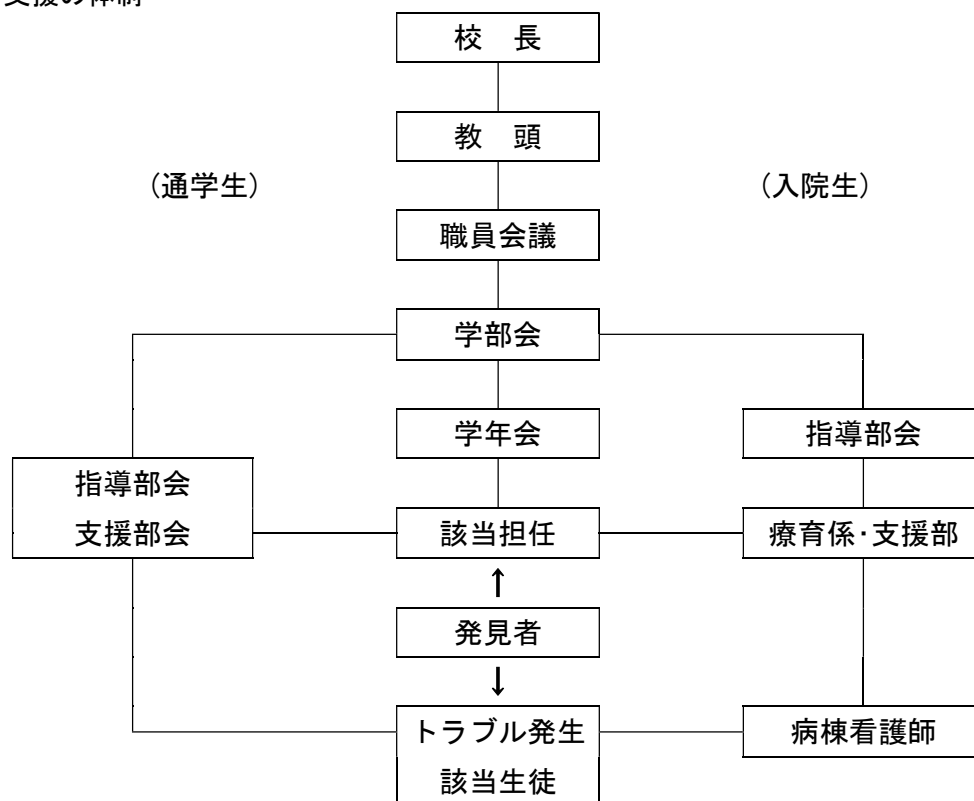 支援の体制
校　長
教　頭
（通学生）
（入院生）
職員会議
学部会
学年会
指導部会
指導部会
支援部会
該当担任
療育係・支援部
↑
発見者
↓
トラブル発生
該当生徒
病棟看護師